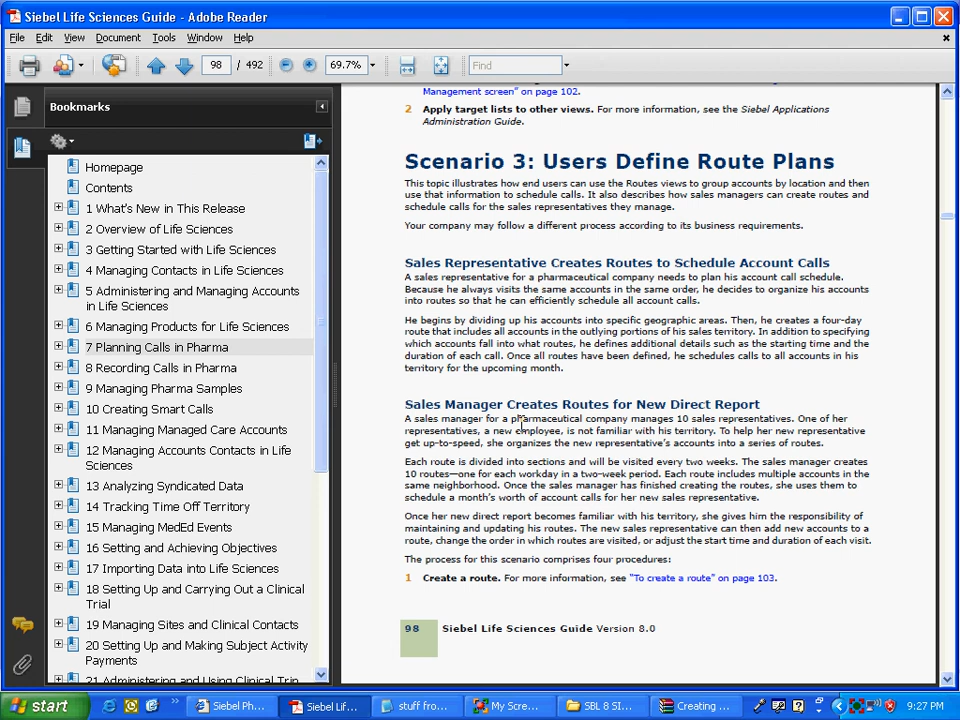 Siebel Life Sciences Guide - Adobe Reader
File Edit View Document Tools Window Help
98 / 492 69.7% Find
Bookmarks
Homepage
Contents
1 What's New in This Release
2 Overview of Life Sciences
3 Getting Started with Life Sciences
4 Managing Contacts in Life Sciences
5 Administering and Managing Accounts
in Life Sciences
6 Managing Products for Life Sciences
7 Planning Calls in Pharma
8 Recording Calls in Pharma
9 Managing Pharma Samples
10 Creating Smart Calls
11 Managing Managed Care Accounts
12 Managing Accounts Contacts in Life
Sciences
13 Analyzing Syndicated Data
14 Tracking Time Off Territory
15 Managing MedEd Events
16 Setting and Achieving Objectives
17 Importing Data into Life Sciences
18 Setting Up and Carrying Out a Clinical
Trial
19 Managing Sites and Clinical Contacts
20 Setting Up and Making Subject Activity
Payments
21 Administering and Using Clinical Trip
Management screen" on page 102.
2 Apply target lists to other views. For more information, see the Siebel Applications
Administration Guide.
Scenario 3: Users Define Route Plans
This topic illustrates how end users can use the Routes views to group accounts by location and then
use that information to schedule calls. It also describes how sales managers can create routes and
schedule calls for the sales representatives they manage.
Your company may follow a different process according to its business requirements.
Sales Representative Creates Routes to Schedule Account Calls
A sales representative for a pharmaceutical company needs to plan his account call schedule.
Because he always visits the same accounts in the same order, he decides to organize his accounts
into routes so that he can efficiently schedule all account calls.
He begins by dividing up his accounts into specific geographic areas. Then, he creates a four-day
route that includes all accounts in the outlying portions of his sales territory. In addition to specifying
which accounts fall into what routes, he defines additional details such as the starting time and the
duration of each call. Once all routes have been defined, he schedules calls to all accounts in his
territory for the upcoming month.
Sales Manager Creates Routes for New Direct Report
A sales manager for a pharmaceutical company manages 10 sales representatives. One of her
representatives, a new employee, is not familiar with his territory. To help her new representative
get up-to-speed, she organizes the new representative's accounts into a series of routes.
Each route is divided into sections and will be visited every two weeks. The sales manager creates
10 routes—one for each workday in a two-week period. Each route includes multiple accounts in the
same neighborhood. Once the sales manager has finished creating the routes, she uses them to
schedule a month's worth of account calls for her new sales representative.
Once her new direct report becomes familiar with his territory, she gives him the responsibility of
maintaining and updating his routes. The new sales representative can then add new accounts to a
route, change the order in which routes are visited, or adjust the start time and duration of each visit.
The process for this scenario comprises four procedures:
1 Create a route. For more information, see "To create a route" on page 103.
98 Siebel Life Sciences Guide Version 8.0
start Siebel Ph... Siebel Lif... stuff fro... My Scre... SBL 8 SI... Creating ... 9:27 PM